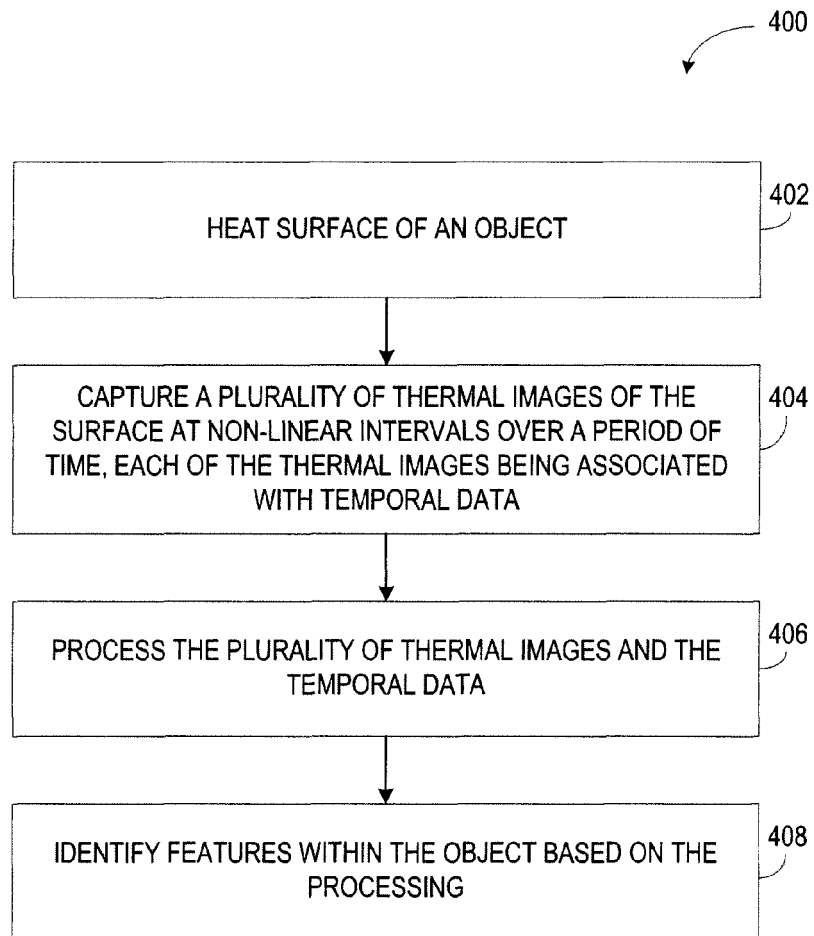 400
402
HEAT SURFACE OF AN OBJECT
404
CAPTURE A PLURALITY OF THERMAL IMAGES OF THE
SURFACE AT NON-LINEAR INTERVALS OVER A PERIOD OF
TIME, EACH OF THE THERMAL IMAGES BEING ASSOCIATED
WITH TEMPORAL DATA
406
PROCESS THE PLURALITY OF THERMAL IMAGES AND THE
TEMPORAL DATA
408
IDENTIFY FEATURES WITHIN THE OBJECT BASED ON THE
PROCESSING